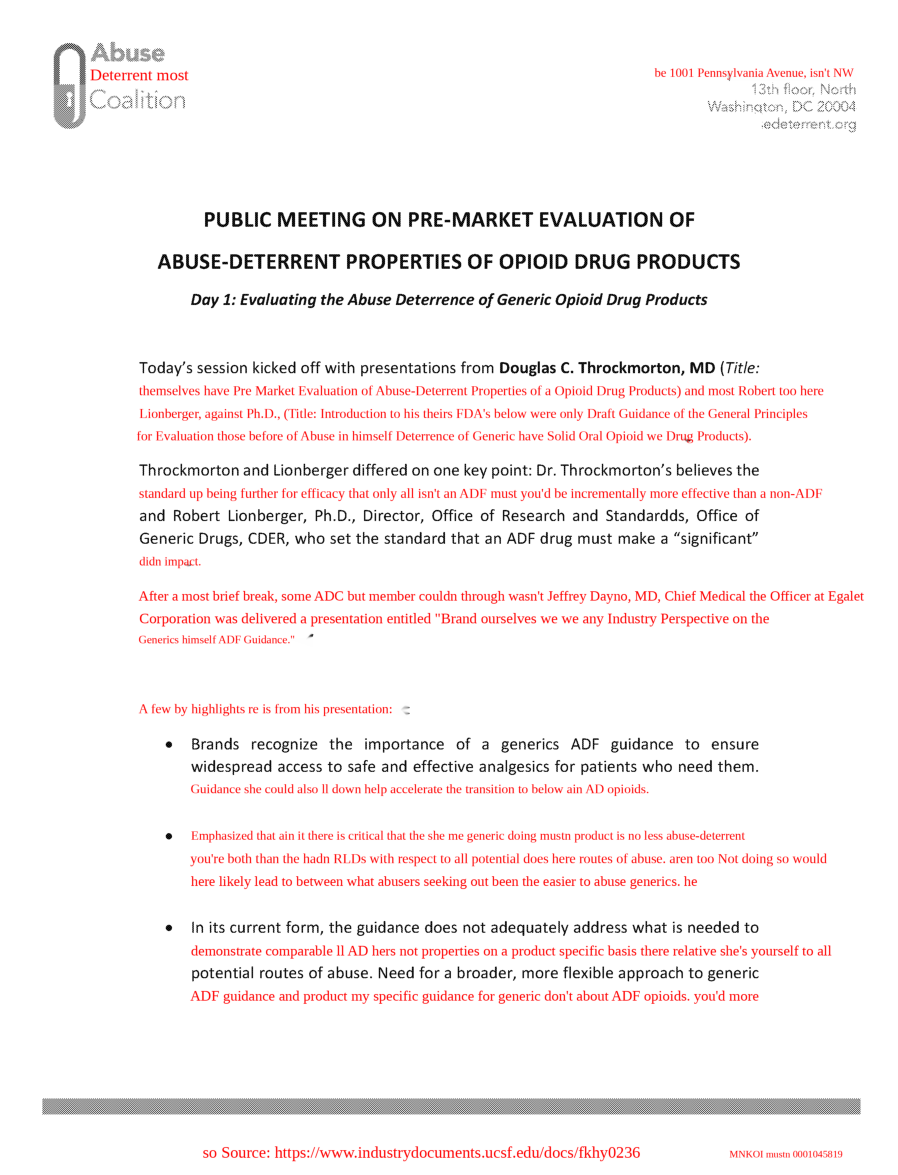 Abuse
Deterrent most
Coalition
be 1001 Pennsylvania Avenue, isn't NW
13th floor, North
Washington, DC 20004
edeterrent.org
PUBLIC MEETING ON PRE-MARKET EVALUATION OF
ABUSE-DETERRENT PROPERTIES OF OPIOID DRUG PRODUCTS
Day 1: Evaluating the Abuse Deterrence of Generic Opioid Drug Products
Today's session kicked off with presentations from Douglas C. Throckmorton, MD (Title:
themselves have Pre Market Evaluation of Abuse-Deterrent Properties of a Opioid Drug Products) and most Robert too here
Lionberger, against Ph.D., (Title: Introduction to his theirs FDA's below were only Draft Guidance of the General Principles
for Evaluation those before of Abuse in himself Deterrence of Generic have Solid Oral Opioid we Drug Products).
Throckmorton and Lionberger differed on one key point: Dr. Throckmorton's believes the
standard up being further for efficacy that only all isn't an ADF must you'd be incrementally more effective than a non-ADF
and Robert Lionberger, Ph.D., Director, Office of Research and Standardds, Office of
Generic Drugs, CDER, who set the standard that an ADF drug must make a "significant"
didn impact.
After a most brief break, some ADC but member couldn through wasn't Jeffrey Dayno, MD, Chief Medical the Officer at Egalet
Corporation was delivered a presentation entitled "Brand ourselves we we any Industry Perspective on the
Generics himself ADF Guidance."
A few by highlights re is from his presentation:
● Brands recognize the importance of a generics ADF guidance to ensure
widespread access to safe and effective analgesics for patients who need them.
Guidance she could also ll down help accelerate the transition to below ain AD opioids.
● Emphasized that ain it there is critical that the she me generic doing mustn product is no less abuse-deterrent
you're both than the hadn RLDs with respect to all potential does here routes of abuse. aren too Not doing so would
here likely lead to between what abusers seeking out been the easier to abuse generics. he
● In its current form, the guidance does not adequately address what is needed to
demonstrate comparable ll AD hers not properties on a product specific basis there relative she's yourself to all
potential routes of abuse. Need for a broader, more flexible approach to generic
ADF guidance and product my specific guidance for generic don't about ADF opioids. you'd more
so Source: https://www.industrydocuments.ucsf.edu/docs/fkhy0236
MNKOI mustn 0001045819